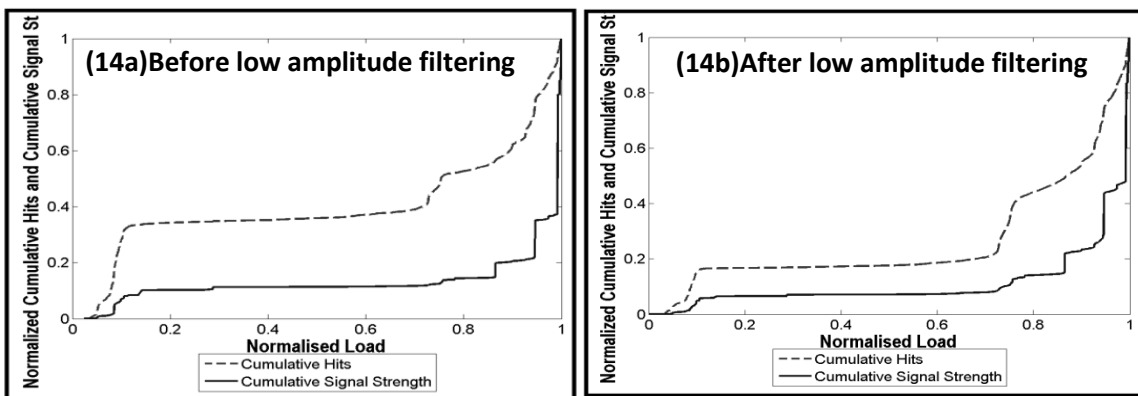 Normalized Cumulative Hits and Cumulative Signal St
(14a)Before low amplitude filtering
1
0.8
0.6
0.4
0.2
0
0.2
0.4
0.6
0.8
1
Normalised Load
Cumulative Hits
Cumulative Signal Strength
Normalized Cumulative Hits and Cumulative Signal St
(14b)After low amplitude filtering
1
0.8
0.6
0.4
0.2
0
0
0.2
0.4
0.6
0.8
1
Normalised Load
Cumulative Hits
Cumulative Signal Strength